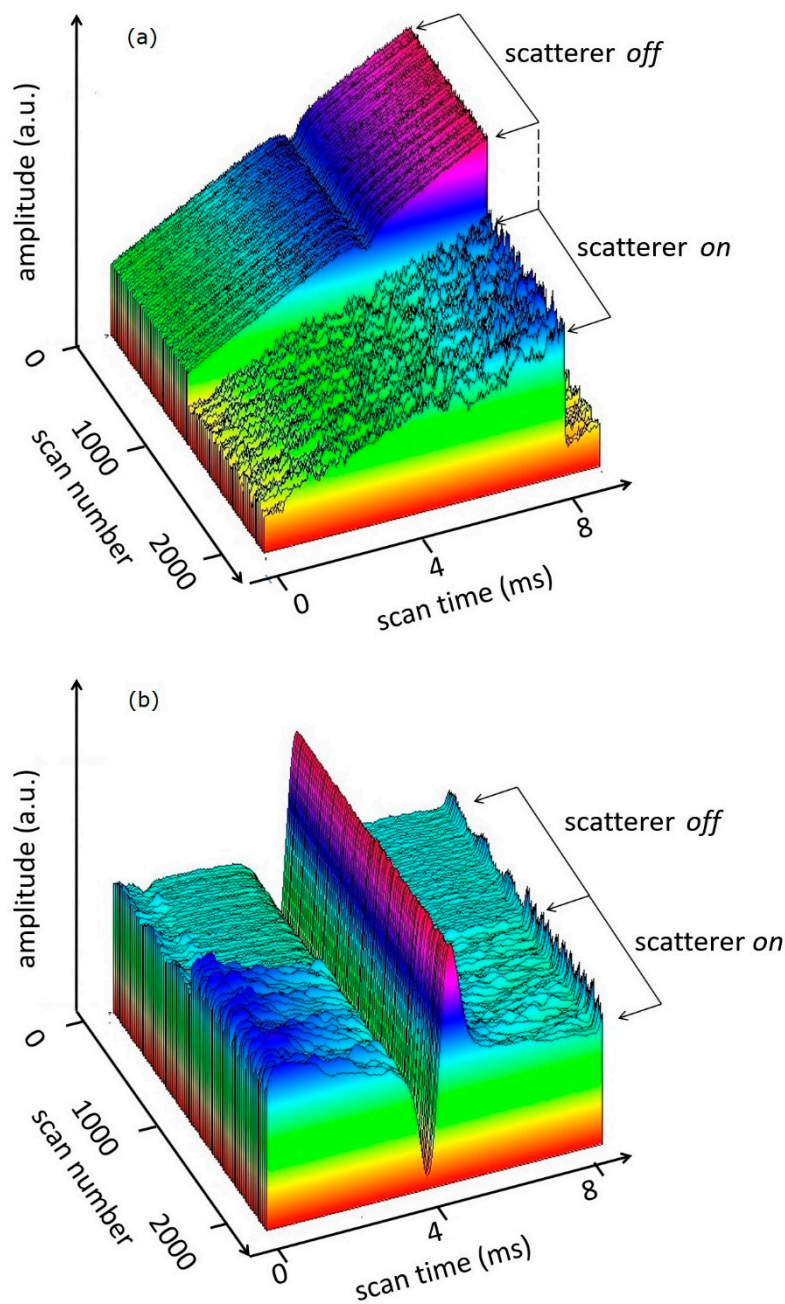 (a)
scatterer off
amplitude (a.u.)
scatterer on
0
1000
scan number
2000
0
4
8
scan time (ms)
(b)
amplitude (a.u.)
scatterer off
scatterer on
0
1000
scan number
2000
0
4
8
scan time (ms)